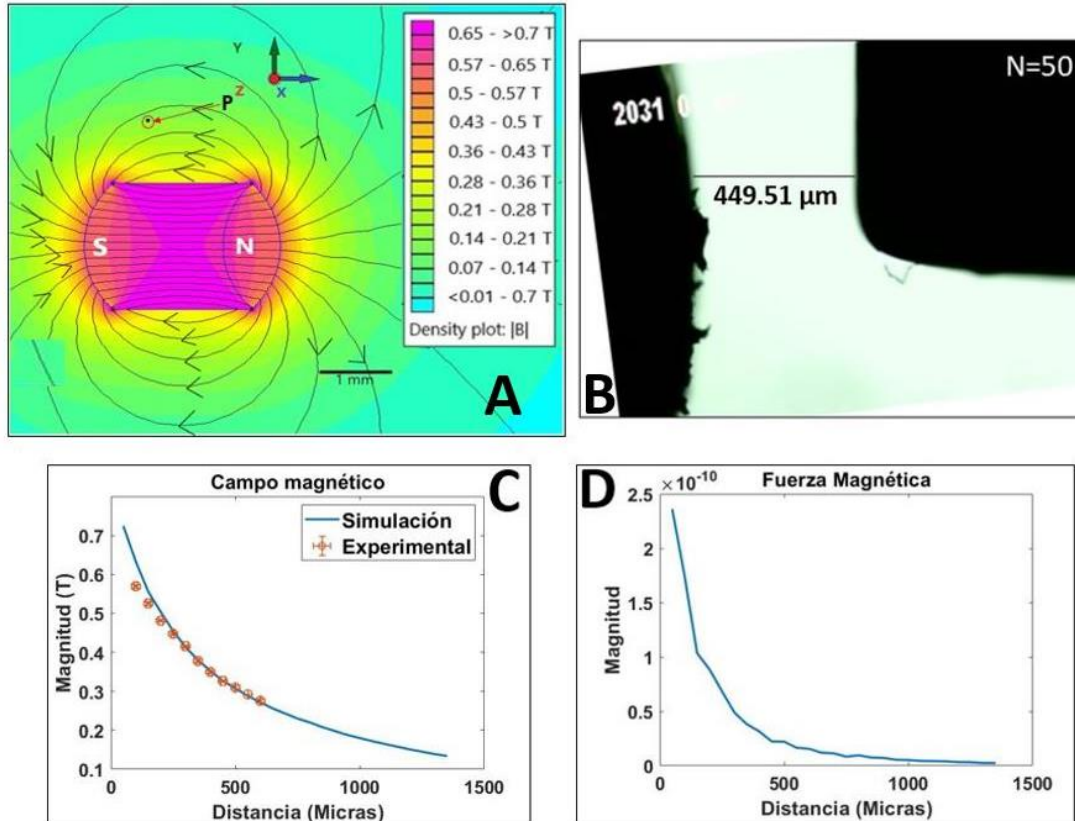 Y
Z
X
P
S
N
1 mm
A
0.65 - >0.7 T
0.57 - 0.65 T
0.5 - 0.57 T
0.43 - 0.5 T
0.36 - 0.43 T
0.28 - 0.36 T
0.21 - 0.28 T
0.14 - 0.21 T
0.07 - 0.14 T
<0.01 - 0.7 T
Density plot: |B|
N=50
2031 0
449.51 µm
B
Campo magnético
C
Simulación
Experimental
Magnitud (T)
0.7
0.6
0.5
0.4
0.3
0.2
0.1
0
500
1000
1500
Distancia (Micras)
D
×10⁻¹⁰
Fuerza Magnética
Magnitud
2.5
2
1.5
1
0.5
0
0
500
1000
1500
Distancia (Micras)